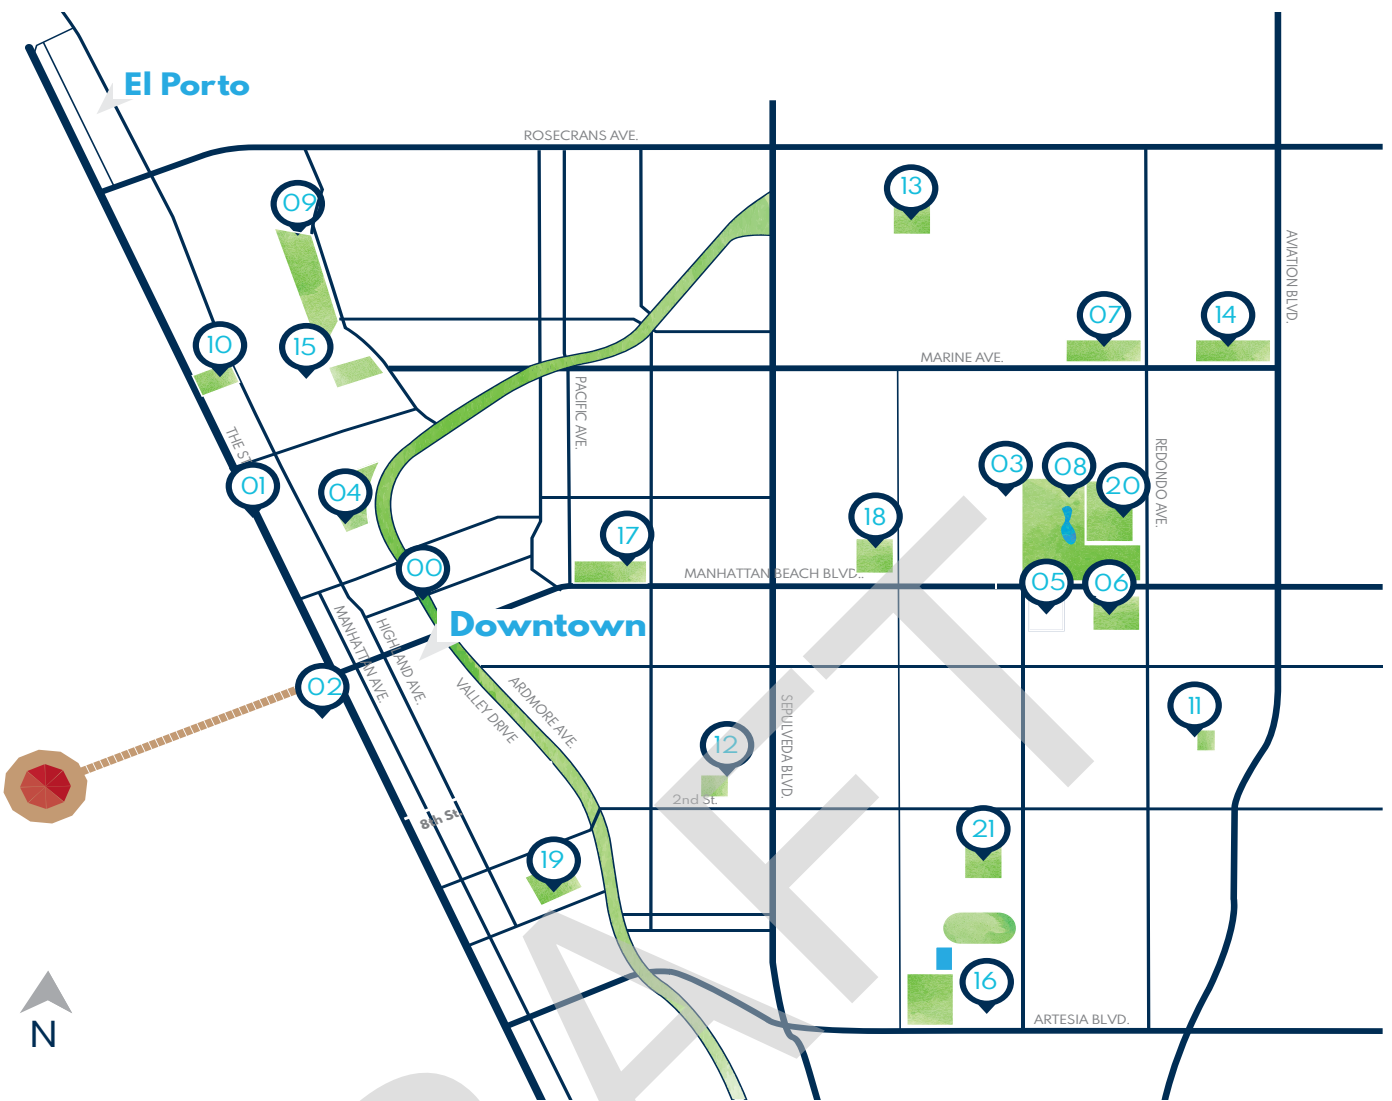 El Porto
ROSECRANS AVE.
13
09
AVIATION BLVD.
07
14
10
15
MARINE AVE.
PACIFIC AVE.
THE ST
REDONDO AVE.
03
08
20
01
04
18
17
00
MANHATTAN BEACH BLVD..
05
06
Downtown
MANHATTAN AVE.
HIGHLAND AVE.
02
VALLEY DRIVE
ARDMORE AVE.
SEPULVEDA BLVD.
11
12
2nd St.
8th St.
21
19
16
N
ARTESIA BLVD.
RAFT